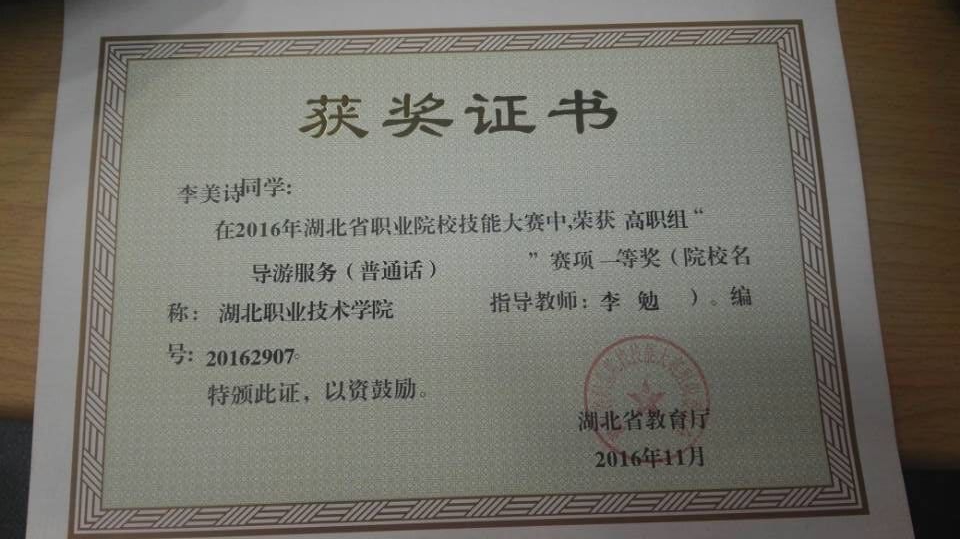 获奖证书
李美诗同学:
在2016年湖北省职业院校技能大赛中,荣获 高职组“
导游服务（普通话） ” 赛项 一等奖（院校名
称： 湖北职业技术学院 指导教师: 李 勉 ）。编
号: 20162907。
特颁此证，以资鼓励。
湖北省教育厅
2016年11月